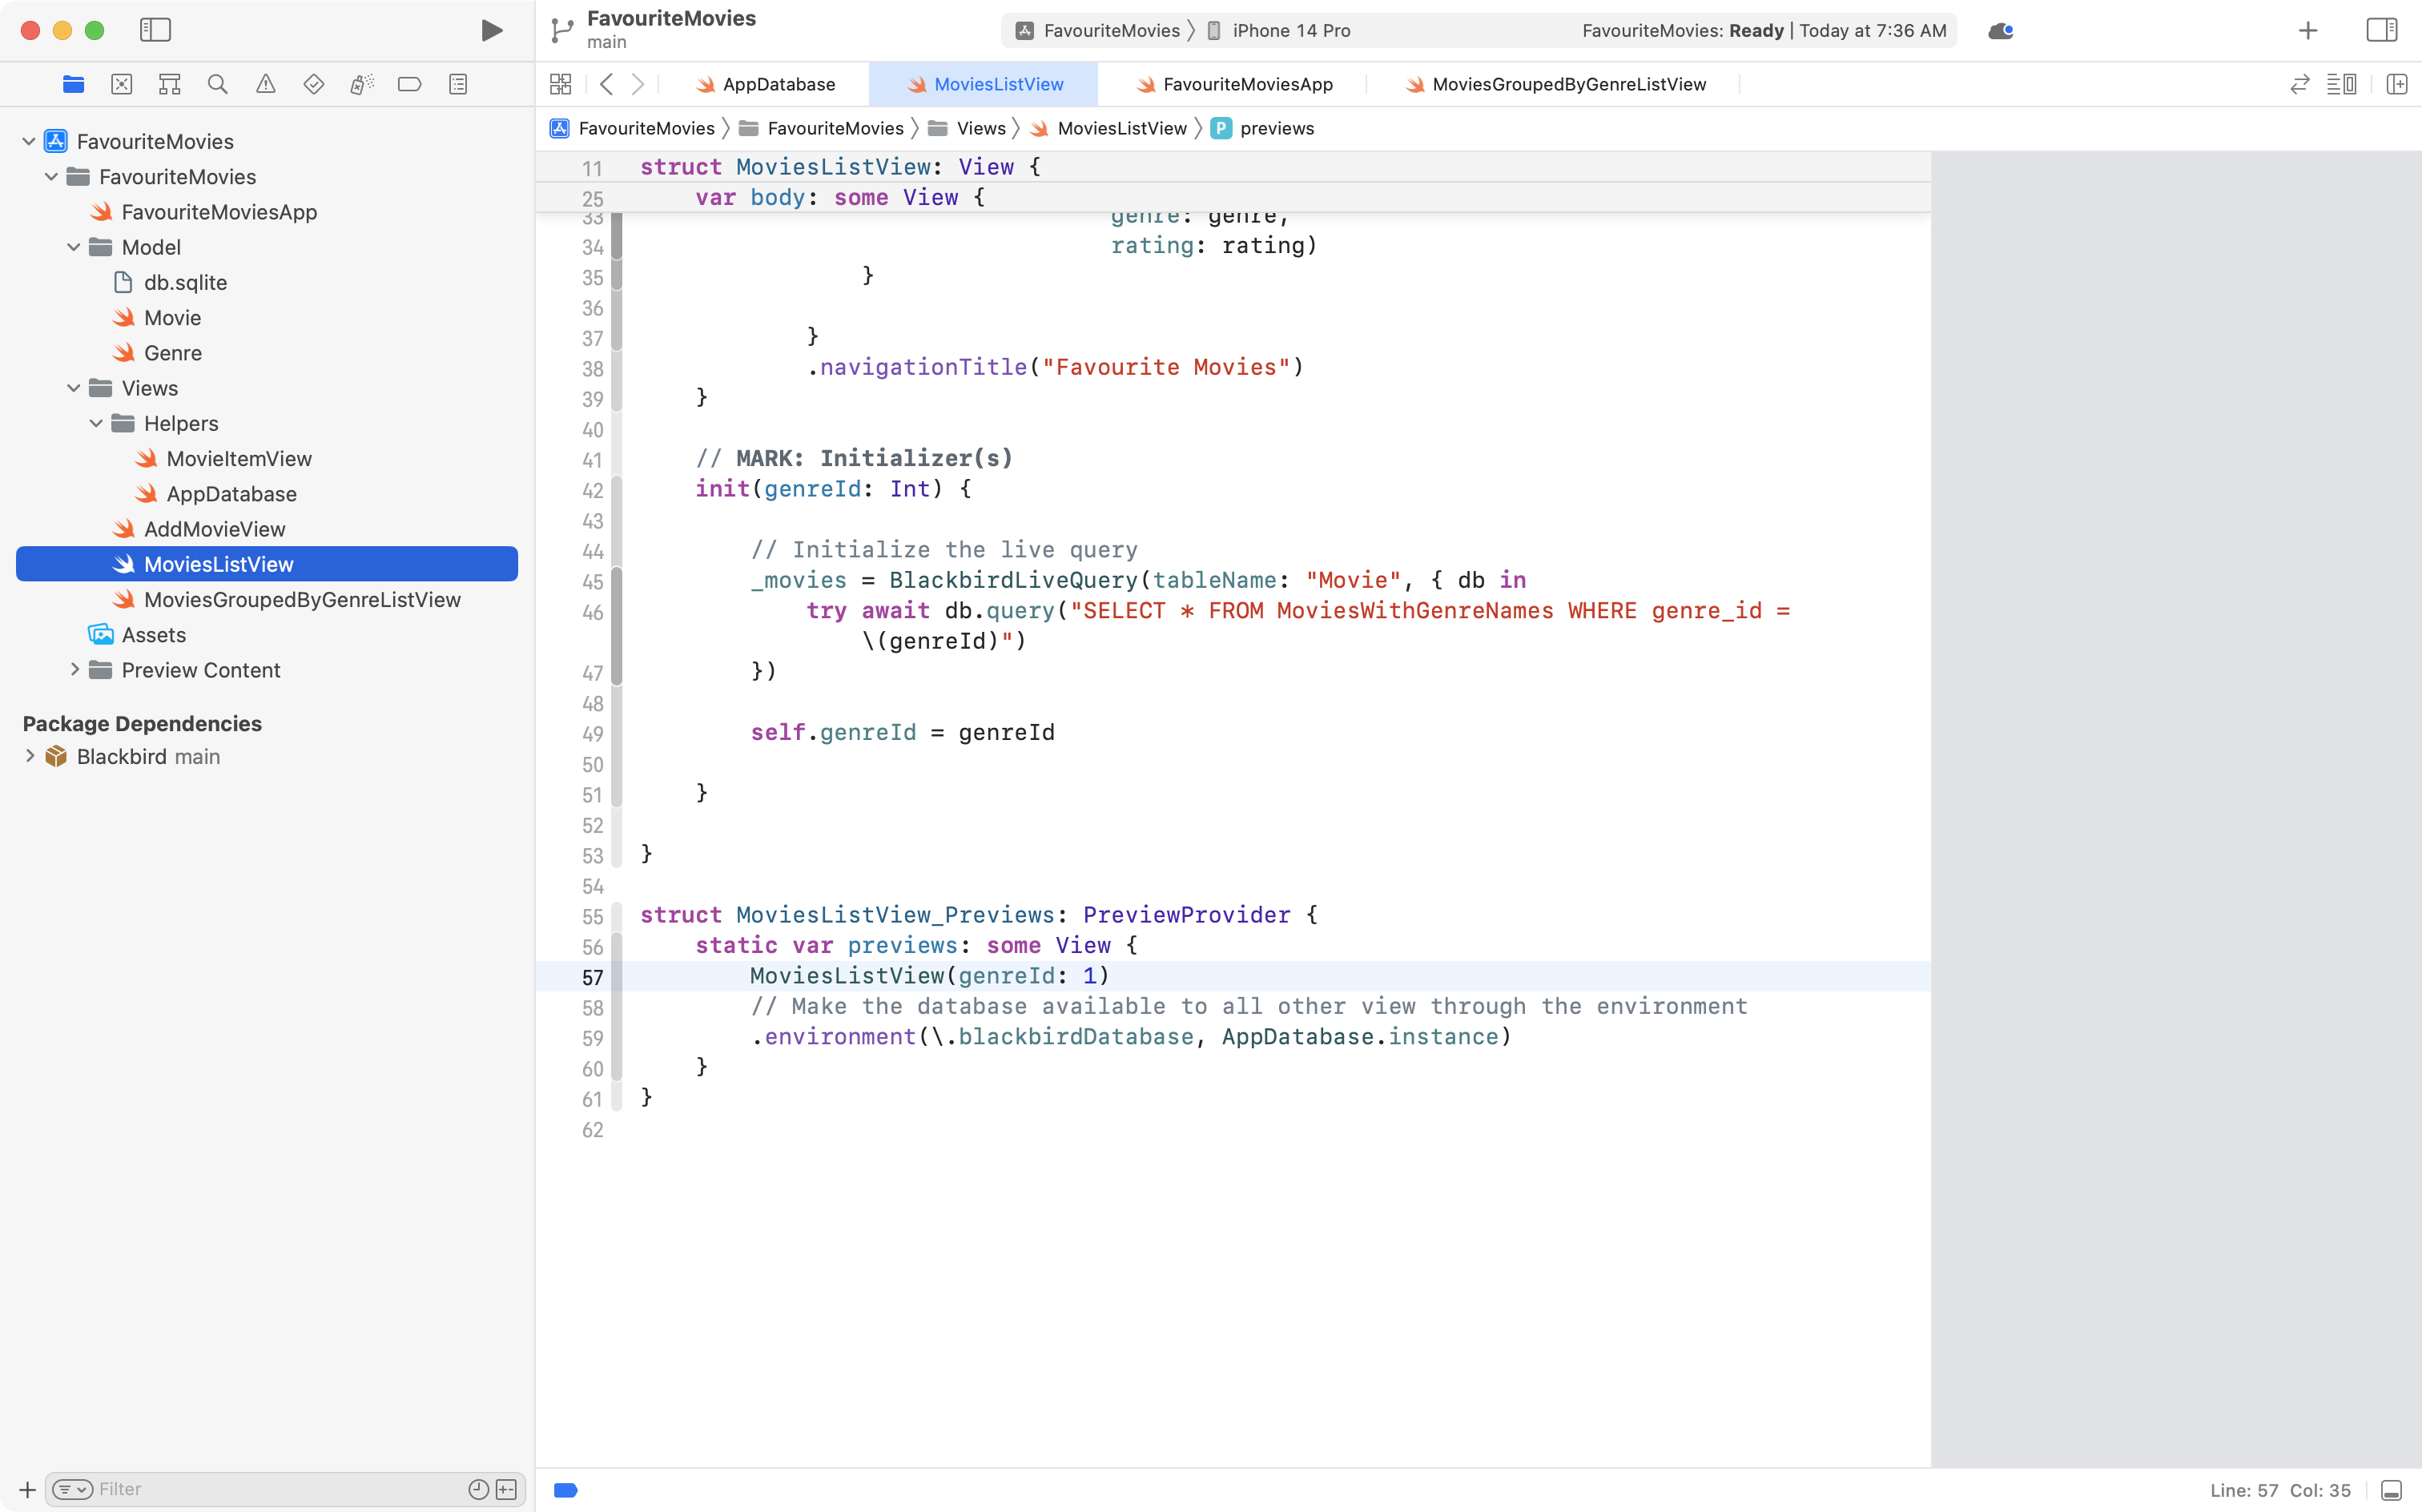 FavouriteMovies
main
FavouriteMovies
iPhone 14 Pro
FavouriteMovies: Ready | Today at 7:36 AM
AppDatabase
MoviesListView
FavouriteMoviesApp
MoviesGroupedByGenreListView
FavouriteMovies
FavouriteMovies
Views
MoviesListView
P previews
FavouriteMovies
FavouriteMovies
FavouriteMoviesApp
Model
db.sqlite
Movie
Genre
Views
Helpers
MovieItemView
AppDatabase
AddMovieView
MoviesListView
MoviesGroupedByGenreListView
Assets
Preview Content
Package Dependencies
Blackbird main
Filter
11 struct MoviesListView: View {
25 var body: some View {
33 genre: genre,
34 rating: rating)
35 }
36
37 }
38 .navigationTitle("Favourite Movies")
39 }
40
41 // MARK: Initializer(s)
42 init(genreId: Int) {
43
44 // Initialize the live query
45 _movies = BlackbirdLiveQuery(tableName: "Movie", { db in
46 try await db.query("SELECT * FROM MoviesWithGenreNames WHERE genre_id =
\(genreId)")
47 })
48
49 self.genreId = genreId
50
51 }
52
53 }
54
55 struct MoviesListView_Previews: PreviewProvider {
56 static var previews: some View {
57 MoviesListView(genreId: 1)
58 // Make the database available to all other view through the environment
59 .environment(\.blackbirdDatabase, AppDatabase.instance)
60 }
61 }
62
Line: 57 Col: 35